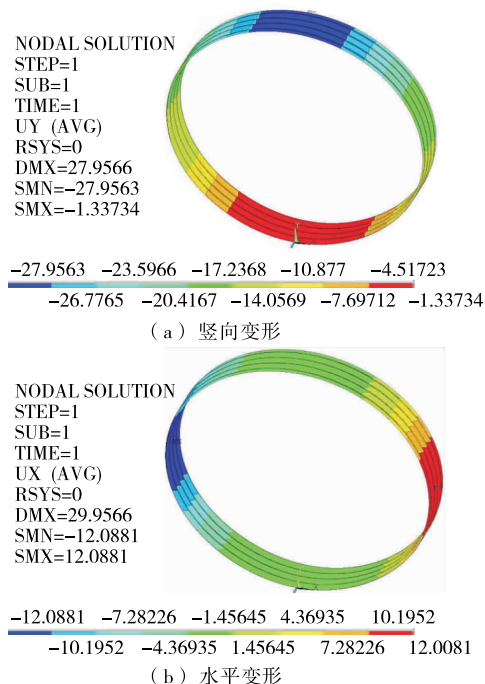 NODAL SOLUTION
STEP=1
SUB=1
TIME=1
UY (AVG)
RSYS=0
DMX=27.9566
SMN=-27.9563
SMX=-1.33734
-27.9563 -23.5966 -17.2368 -10.877 -4.51723
-26.7765 -20.4167 -14.0569 -7.69712 -1.33734
(a) 竖向变形
NODAL SOLUTION
STEP=1
SUB=1
TIME=1
UX (AVG)
RSYS=0
DMX=29.9566
SMN=-12.0881
SMX=12.0881
-12.0881 -7.28226 -1.45645 4.36935 10.1952
-10.1952 -4.36935 1.45645 7.28226 12.0081
(b) 水平变形